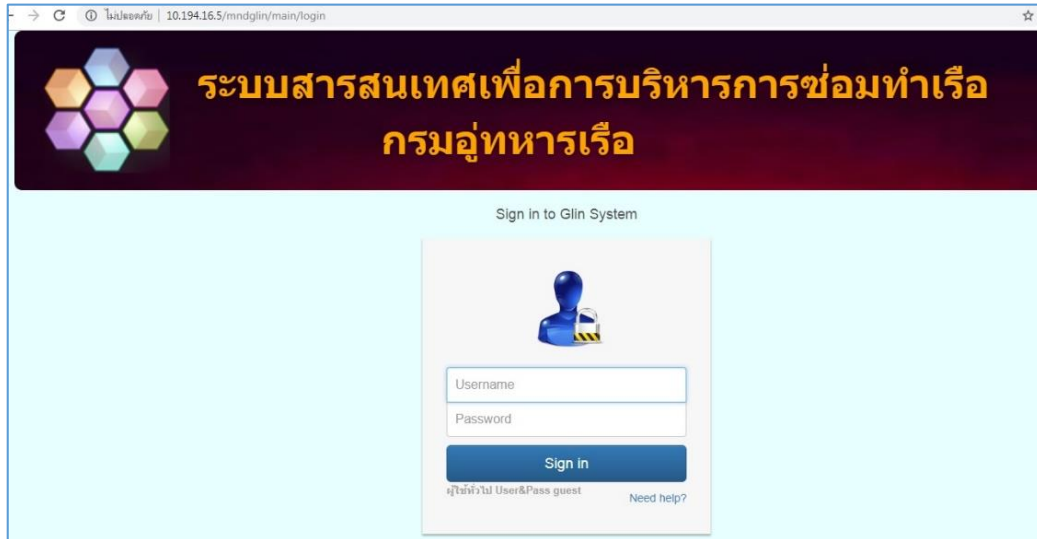 ไม่ปลอดภัย | 10.194.16.5/mndglin/main/login
ระบบสารสนเทศเพื่อการบริหารการซ่อมทำเรือ
กรมอู่ทหารเรือ
Sign in to Glin System
Username
Password
Sign in
ผู้ใช้ทั่วไป User&Pass guest
Need help?